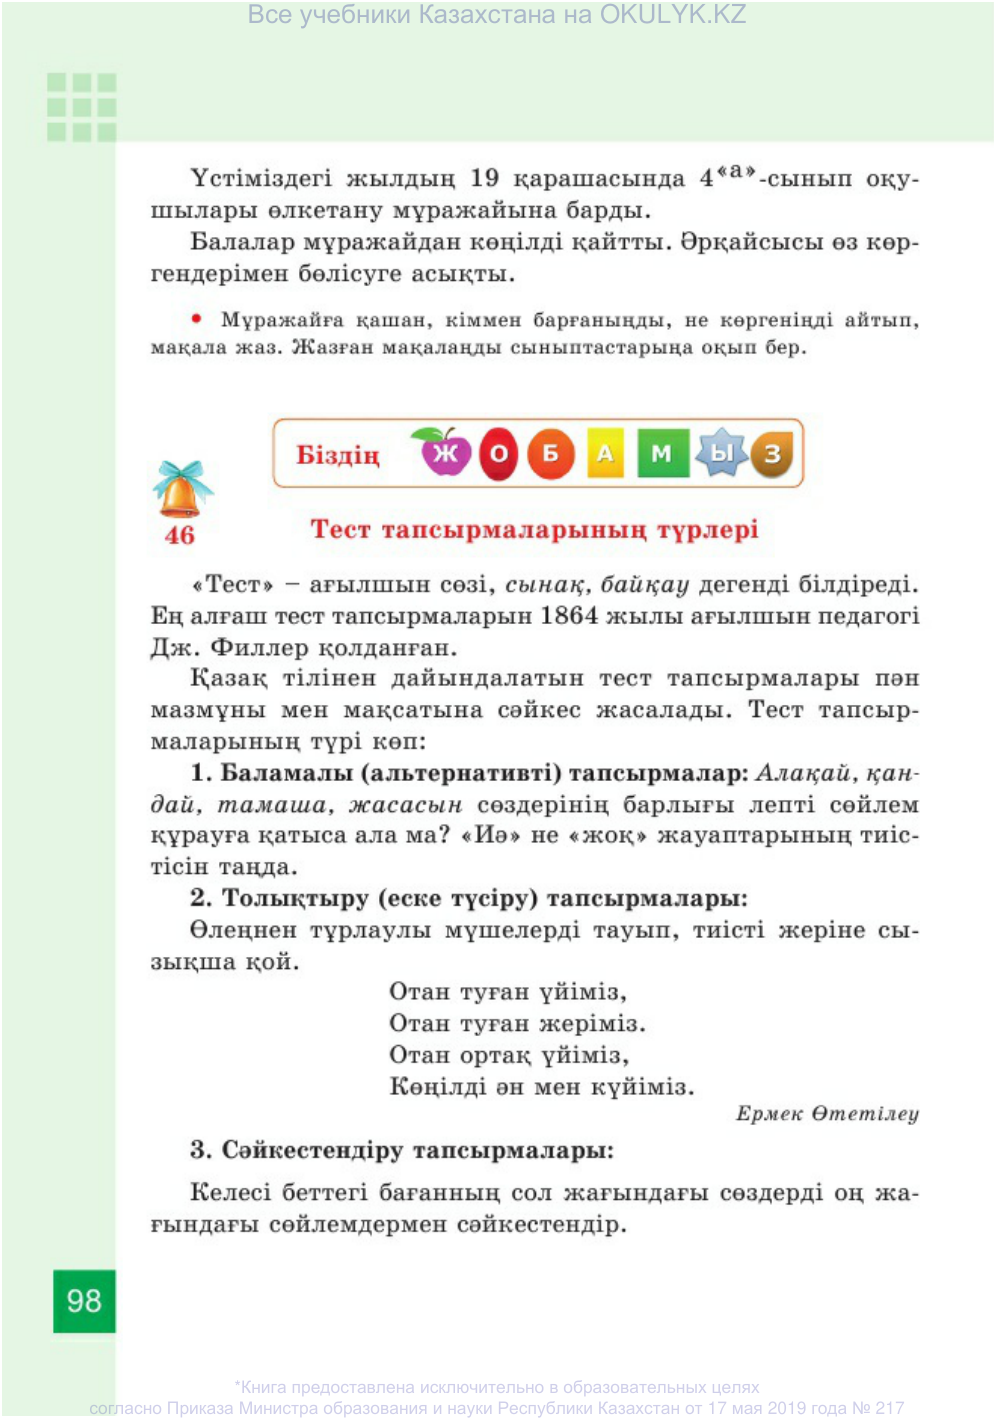 Все учебники Казахстана на OKULYK.KZ
Үстіміздегі жылдың 19 қарашасында 4«а»-сынып оқу-
шылары өлкетану мұражайына барды.
Балалар мұражайдан көңілді қайтты. Әрқайсысы өз көр-
гендерімен бөлісуге асықты.
• Мұражайға қашан, кіммен барғаныңды, не көргеніңді айтып,
мақала жаз. Жазған мақалаңды сыныптастарыңа оқып бер.
Біздің ЖОБАМЫЗ
46
Тест тапсырмаларының түрлері
«Тест» – ағылшын сөзі, сынақ, байқау дегенді білдіреді.
Ең алғаш тест тапсырмаларын 1864 жылы ағылшын педагогі
Дж. Филлер қолданған.
Қазақ тілінен дайындалатын тест тапсырмалары пән
мазмұны мен мақсатына сәйкес жасалады. Тест тапсыр-
маларының түрі көп:
1. Баламалы (альтернативті) тапсырмалар: Алақай, қан-
дай, тамаша, жасасын сөздерінің барлығы лепті сөйлем
құрауға қатыса ала ма? «Иә» не «жоқ» жауаптарының тиіс-
тісін таңда.
2. Толықтыру (еске түсіру) тапсырмалары:
Өлеңнен тұрлаулы мүшелерді тауып, тиісті жеріне сы-
зықша қой.
Отан туған үйіміз,
Отан туған жеріміз.
Отан ортақ үйіміз,
Көңілді ән мен күйіміз.
Ермек Өтетілеу
3. Сәйкестендіру тапсырмалары:
Келесі беттегі бағанның сол жағындағы сөздерді оң жа-
ғындағы сөйлемдермен сәйкестендір.
98
*Книга предоставлена исключительно в образовательных целях
согласно Приказа Министра образования и науки Республики Казахстан от 17 мая 2019 года № 217